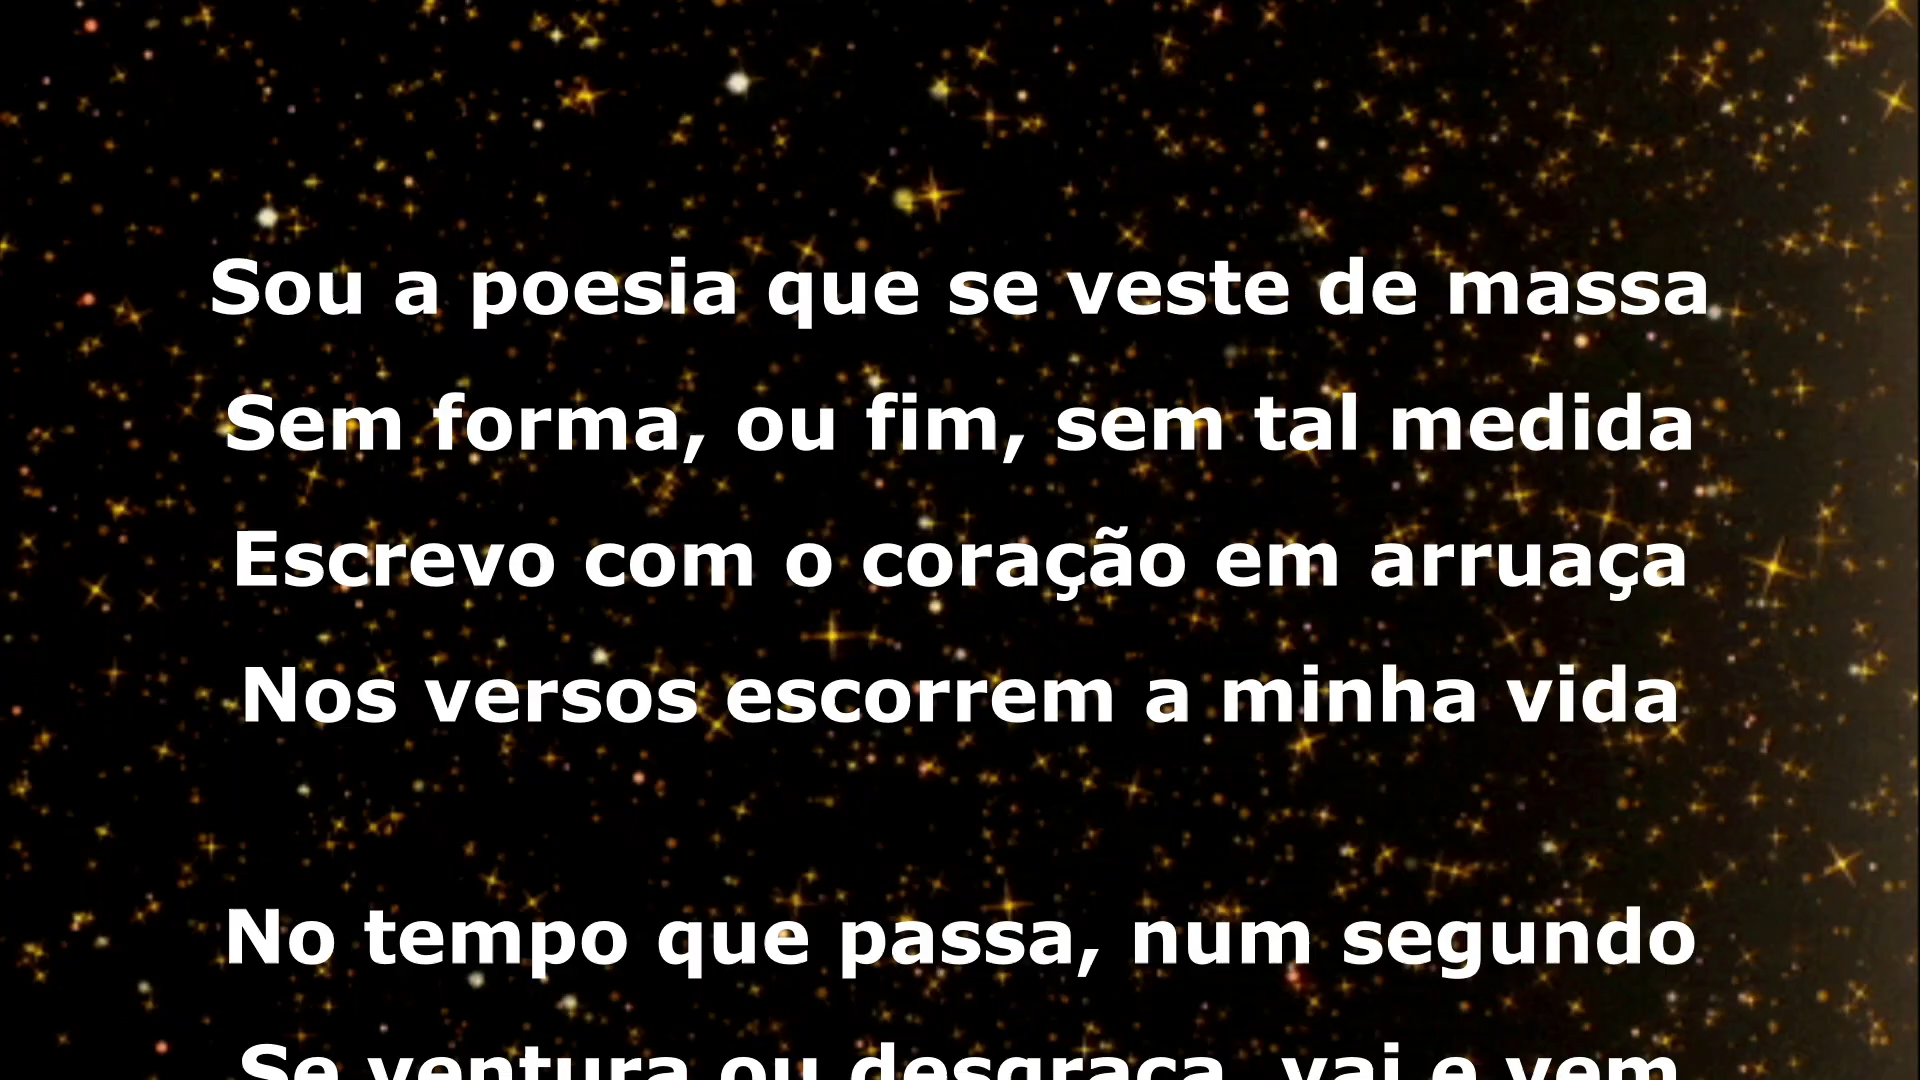 Sou a poesia que se veste de massa
Sem forma, ou fim, sem tal medida
Escrevo com o coração em arruaça
Nos versos escorrem a minha vida
No tempo que passa, num segundo
Se ventura ou desgraça, vai e vem